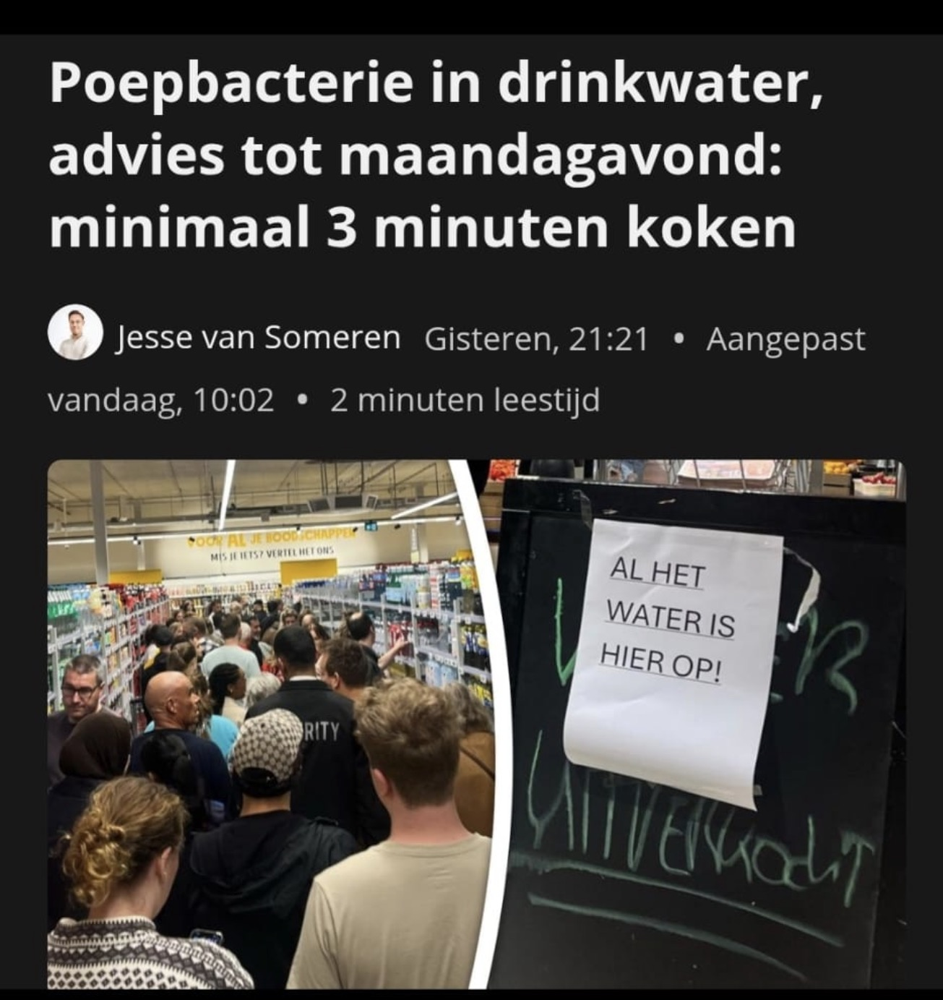 Poepbacterie in drinkwater,
advies tot maandagavond:
minimaal 3 minuten koken
Jesse van Someren Gisteren, 21:21 • Aangepast
vandaag, 10:02 • 2 minuten leestijd
VOOR AL JE BOODSCHAPPEN
MIS JE IETS? VERTEL HET ONS
RITY
AL HET
WATER IS
HIER OP!
ER
UITVERKOCHT